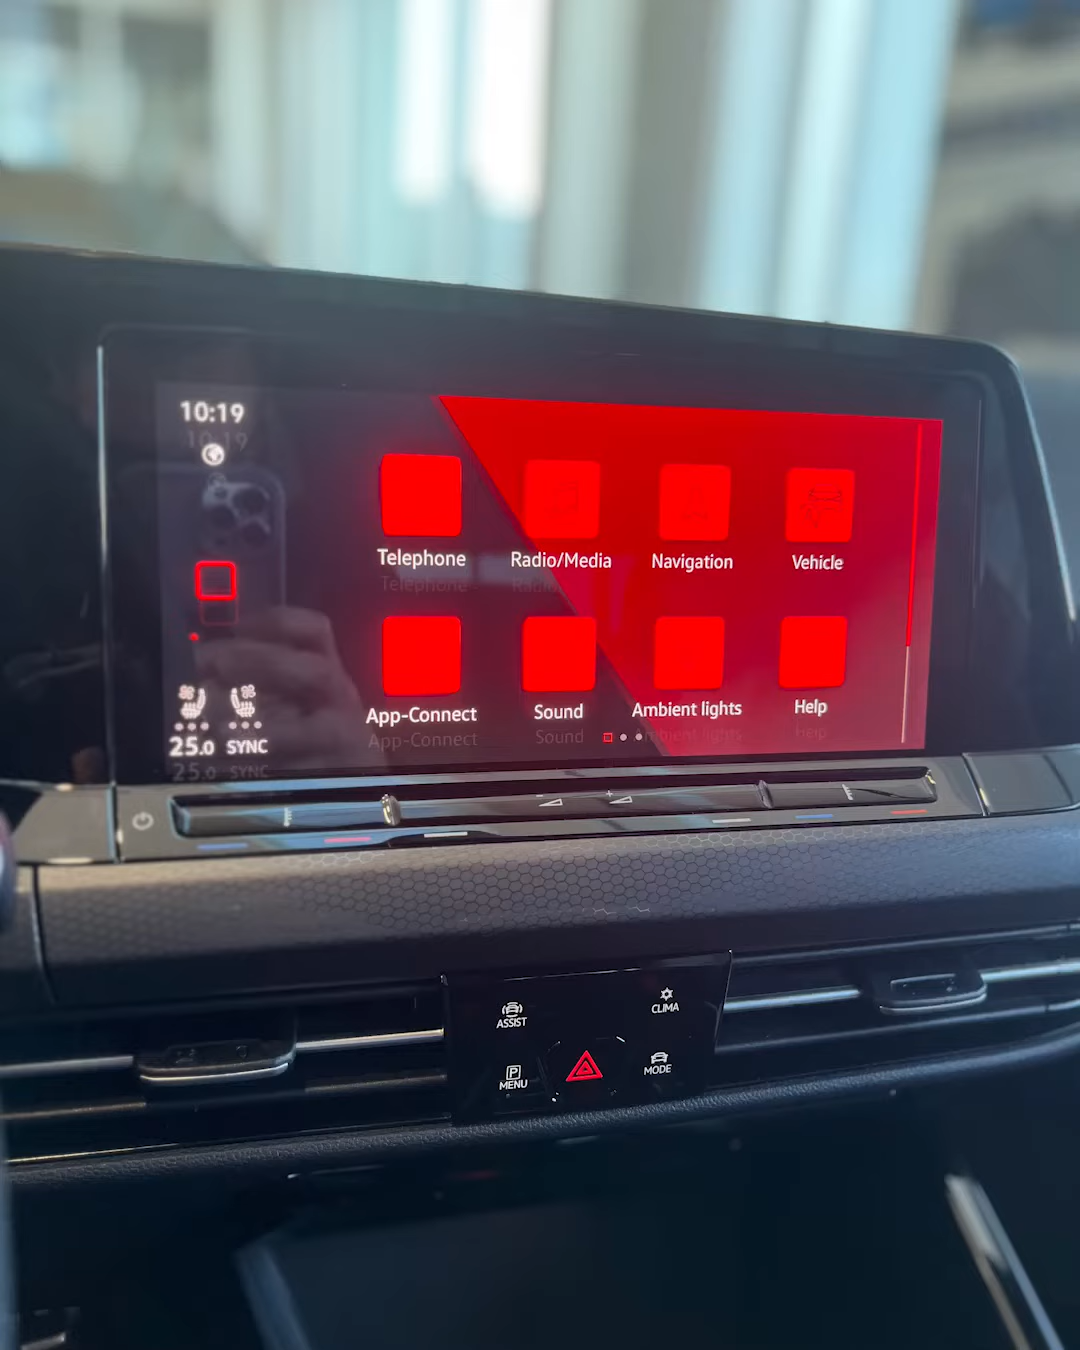 10:19
Telephone
Radio/Media
Navigation
Vehicle
App-Connect
Sound
Ambient lights
Help
25.0 SYNC
ASSIST
CLIMA
P
MENU
MODE